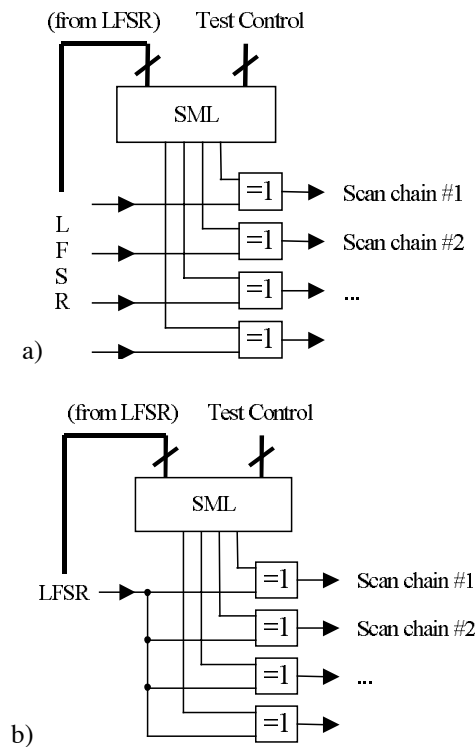 (from LFSR) Test Control
SML
=1 Scan chain #1
L
=1 Scan chain #2
F
S
=1 ...
R
=1
a)
(from LFSR) Test Control
SML
LFSR =1 Scan chain #1
=1 Scan chain #2
=1 ...
=1
b)